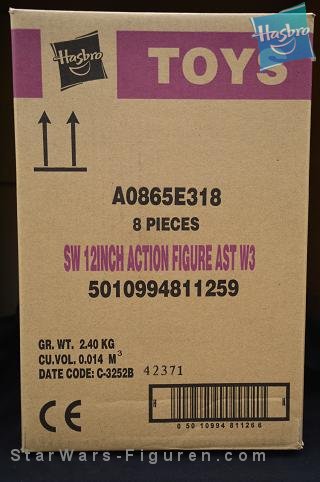 Hasbro
Hasbro
TOYS
A0865E318
8 PIECES
SW 12INCH ACTION FIGURE AST W3
5010994811259
GR. WT. 2.40 KG
CU.VOL. 0.014 M³
DATE CODE: C-3252B 42371
CE
0 50 10994 81126 6
StarWars-Figuren.com